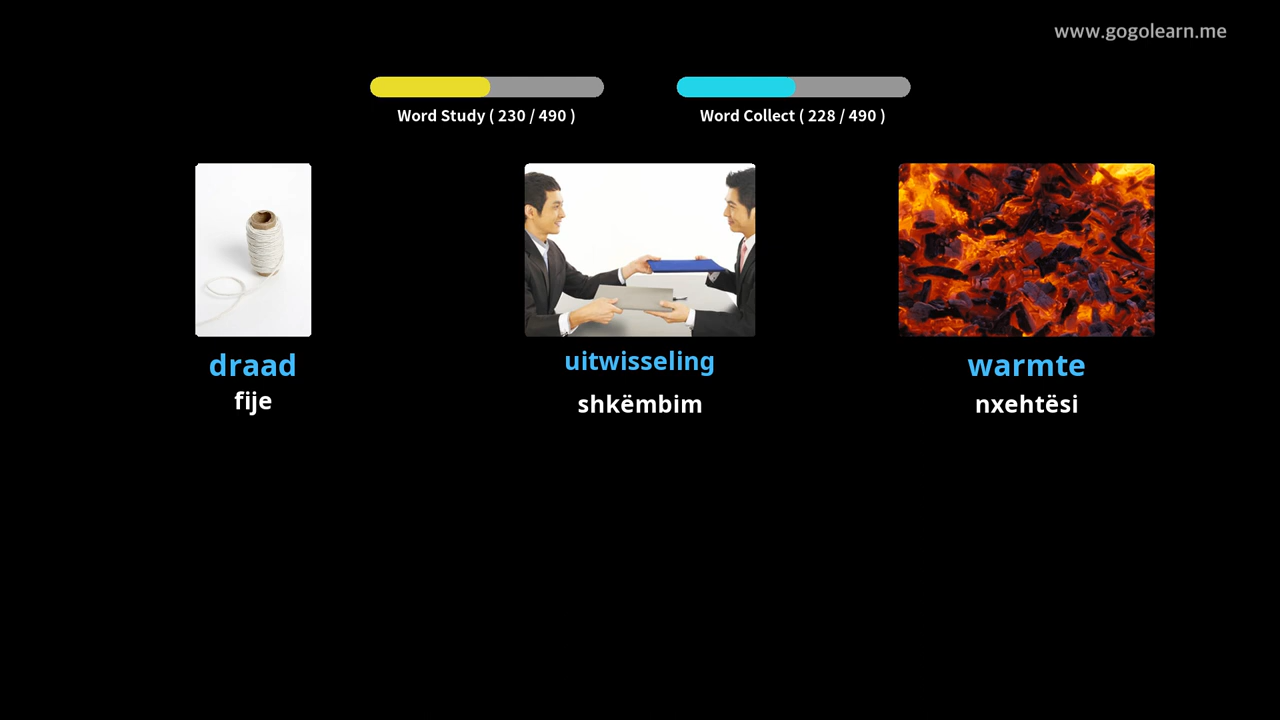 www.gogolearn.me
Word Study ( 230 / 490 )
Word Collect ( 228 / 490 )
draad
fije
uitwisseling
shkëmbim
warmte
nxehtësi